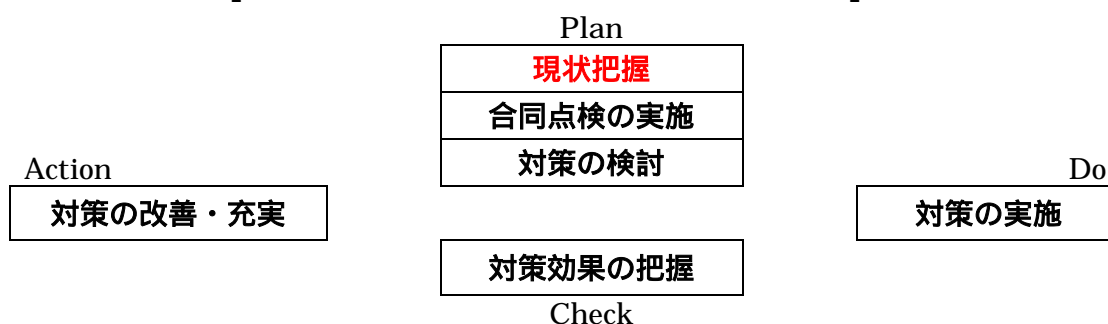 Plan
現状把握
合同点検の実施
対策の検討
Action
Do
対策の改善・充実
対策の実施
対策効果の把握
Check